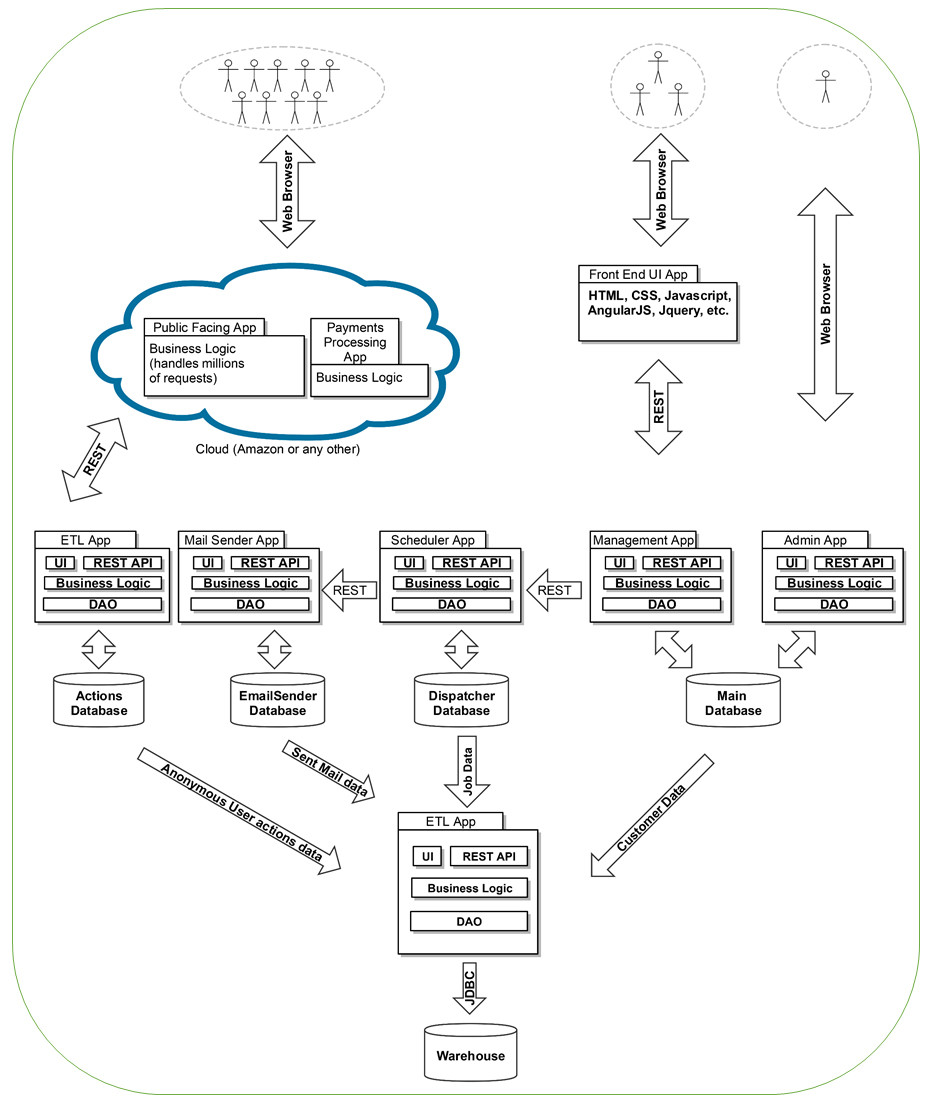 Web Browser
Web Browser
Web Browser
Front End UI App
HTML, CSS, Javascript,
AngularJS, Jquery, etc.
Public Facing App
Business Logic
(handles millions
of requests)
Payments
Processing
App
Business Logic
Cloud (Amazon or any other)
REST
REST
ETL App
UI
REST API
Business Logic
DAO
Mail Sender App
UI
REST API
Business Logic
DAO
REST
Scheduler App
UI
REST API
Business Logic
DAO
REST
Management App
UI
REST API
Business Logic
DAO
Admin App
UI
REST API
Business Logic
DAO
Actions
Database
EmailSender
Database
Dispatcher
Database
Main
Database
Anonymous User actions data
Sent Mail data
Job Data
Customer Data
ETL App
UI
REST API
Business Logic
DAO
JDBC
Warehouse